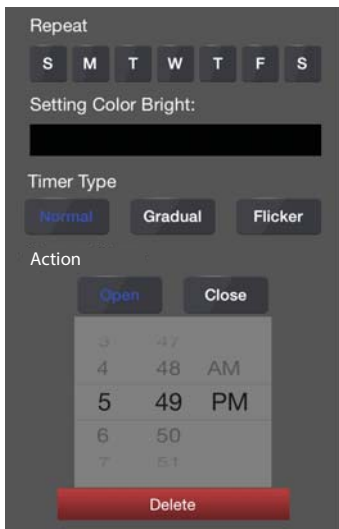 Repeat
S M T W T F S
Setting Color Bright:
Timer Type
Normal Gradual Flicker
Action
Open Close
3 47
4 48 AM
5 49 PM
6 50
7 51
Delete